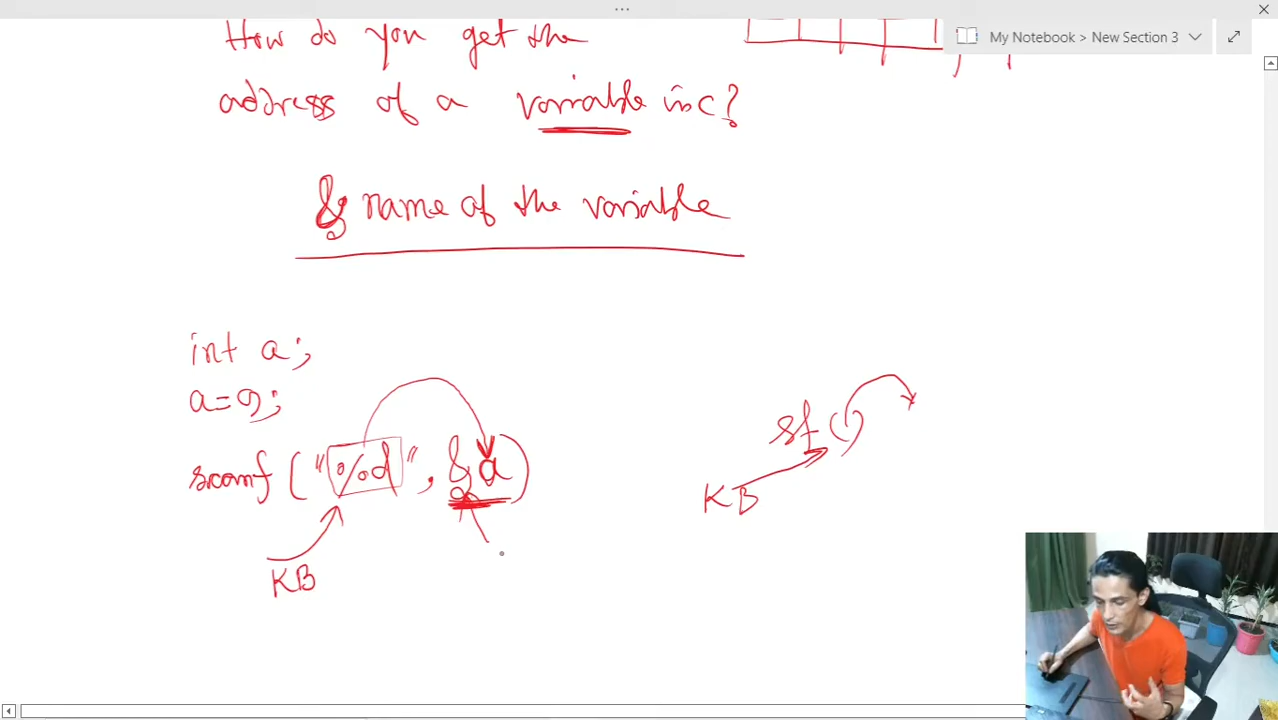 My Notebook > New Section 3
How do you get the
address of a variable in c?
& name of the variable
int a;
a=9;
scanf ("%d", &a)
sf ( )
KB
KB